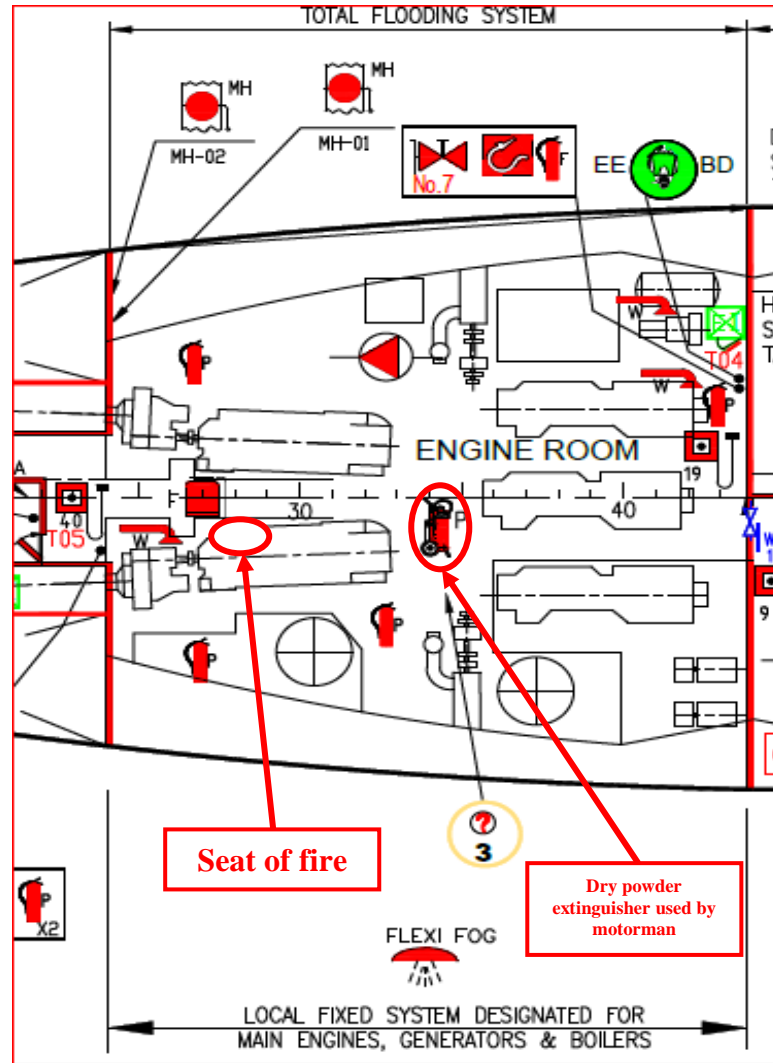 TOTAL FLOODING SYSTEM
MH
MH
MH-02
MH-01
F
No.7
EE
BD
H
S
T
W
T04
W
P
P
ENGINE ROOM
19
A
F
30
40
40
T05
W
P
W
1
9
P
P
3
Seat of fire
Dry powder
extinguisher used by
motorman
P
X2
FLEXI FOG
LOCAL FIXED SYSTEM DESIGNATED FOR
MAIN ENGINES, GENERATORS & BOILERS